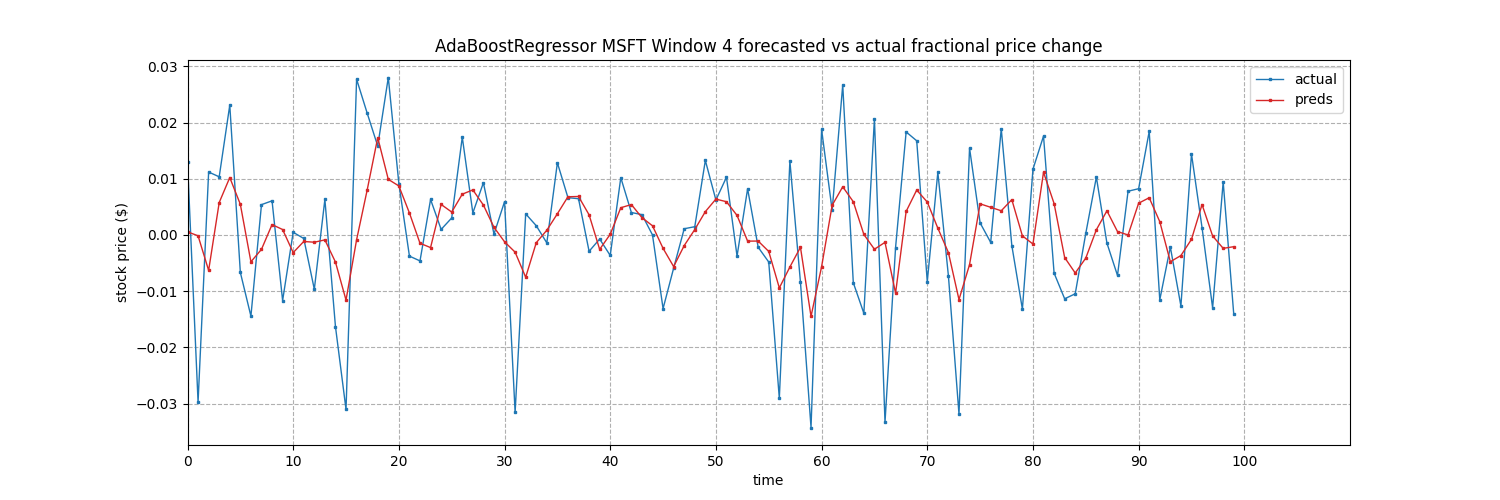 AdaBoostRegressor MSFT Window 4 forecasted vs actual fractional price change
actual
preds
stock price ($)
0.03
0.02
0.01
0.00
−0.01
−0.02
−0.03
0 10 20 30 40 50 60 70 80 90 100
time